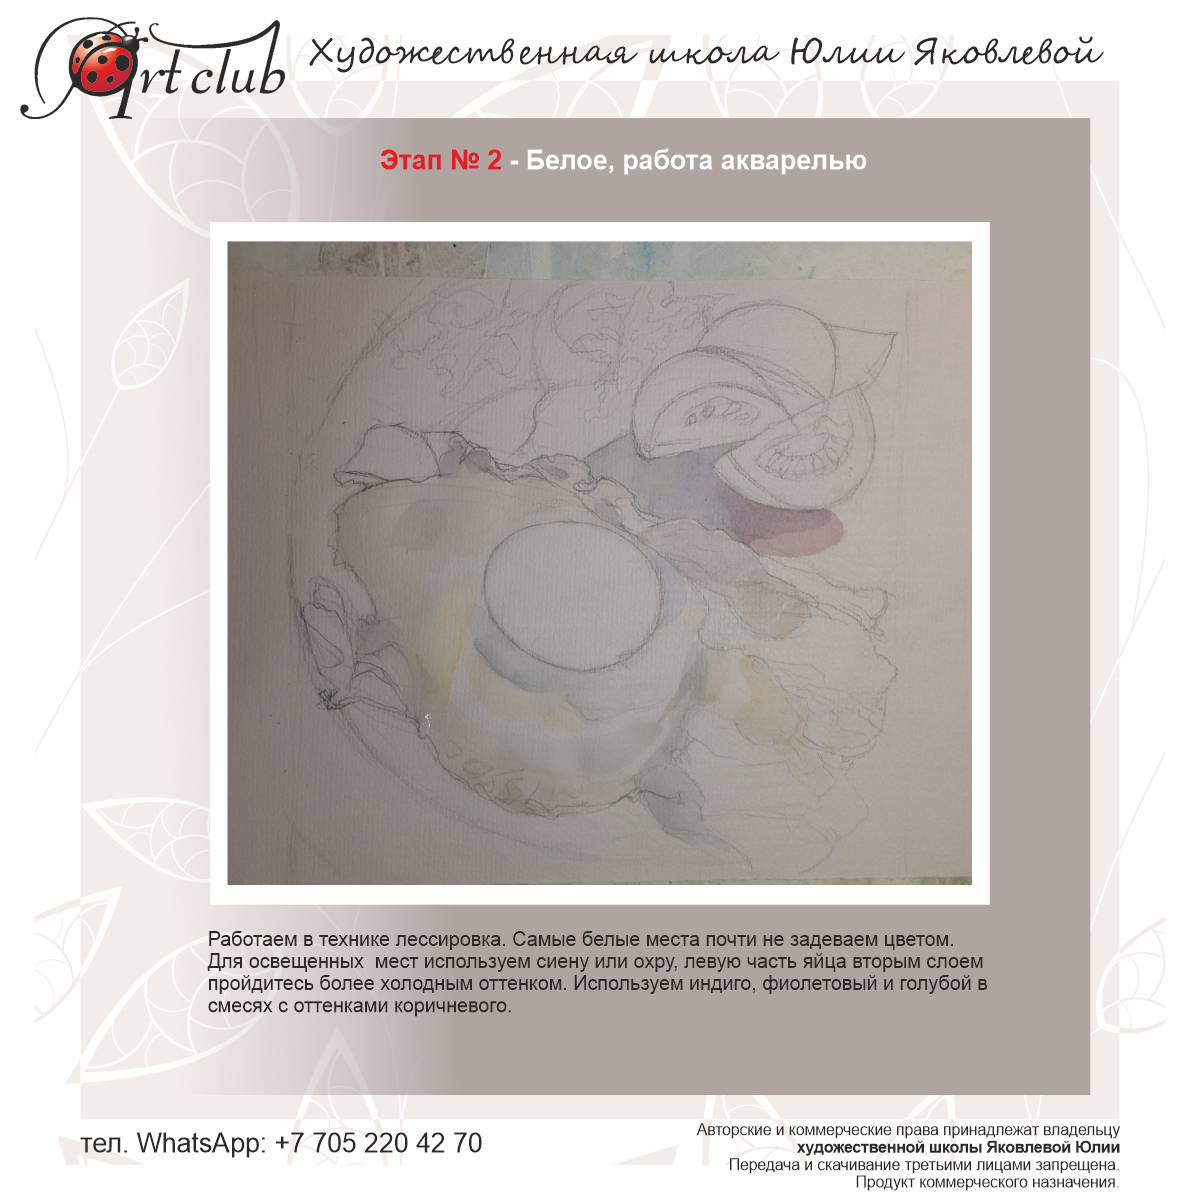 Art club
Художественная школа Юлии Яковлевой
Этап № 2 - Белое, работа акварелью
Работаем в технике лессировка. Самые белые места почти не задеваем цветом.
Для освещенных  мест используем сиену или охру, левую часть яйца вторым слоем
пройдитесь более холодным оттенком. Используем индиго, фиолетовый и голубой в
смесях с оттенками коричневого.
тел. WhatsApp: +7 705 220 42 70
Авторские и коммерческие права принадлежат владельцу
художественной школы Яковлевой Юлии
Передача и скачивание третьими лицами запрещена.
Продукт коммерческого назначения.